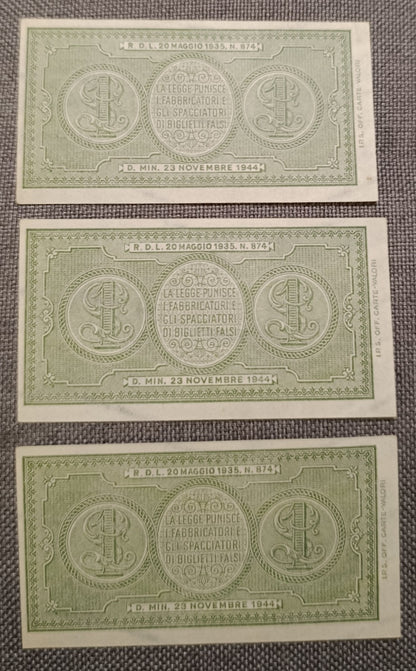 R. D. L. 20 MAGGIO 1935, N. 874
LA LEGGE PUNISCE
I FABBRICATORI E
GLI SPACCIATORI
DI BIGLIETTI FALSI
D. MIN. 23 NOVEMBRE 1944
I.P.S. OFF. CARTE-VALORI
R. D. L. 20 MAGGIO 1935, N. 874
LA LEGGE PUNISCE
I FABBRICATORI E
GLI SPACCIATORI
DI BIGLIETTI FALSI
D. MIN. 23 NOVEMBRE 1944
I.P.S. OFF. CARTE-VALORI
R. D. L. 20 MAGGIO 1935, N. 874
LA LEGGE PUNISCE
I FABBRICATORI E
GLI SPACCIATORI
DI BIGLIETTI FALSI
D. MIN. 23 NOVEMBRE 1944
I.P.S. OFF. CARTE-VALORI